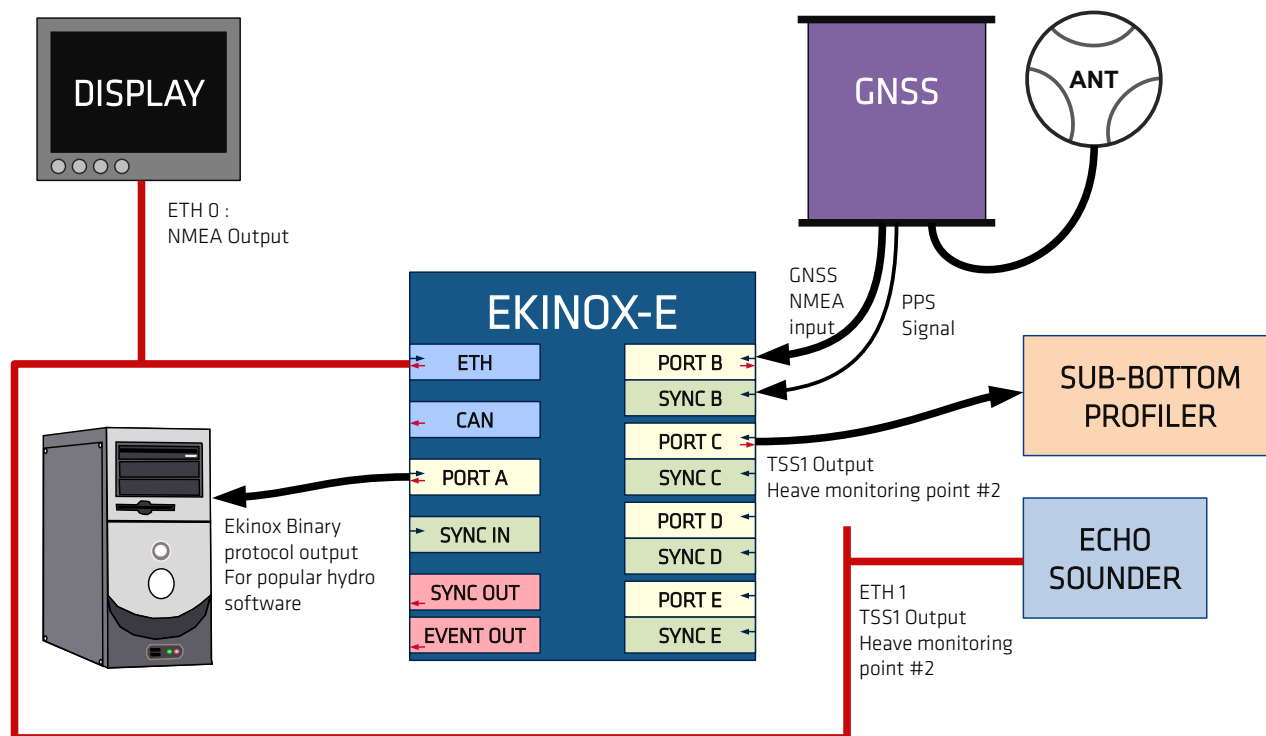 DISPLAY
GNSS
ANT
ETH 0 :
NMEA Output
GNSS
NMEA
input
PPS
Signal
EKINOX-E
ETH
CAN
PORT A
SYNC IN
SYNC OUT
EVENT OUT
PORT B
SYNC B
PORT C
SYNC C
PORT D
SYNC D
PORT E
SYNC E
SUB-BOTTOM
PROFILER
TSS1 Output
Heave monitoring point #2
Ekinox Binary
protocol output
For popular hydro
software
ECHO
SOUNDER
ETH 1
TSS1 Output
Heave monitoring
point #2